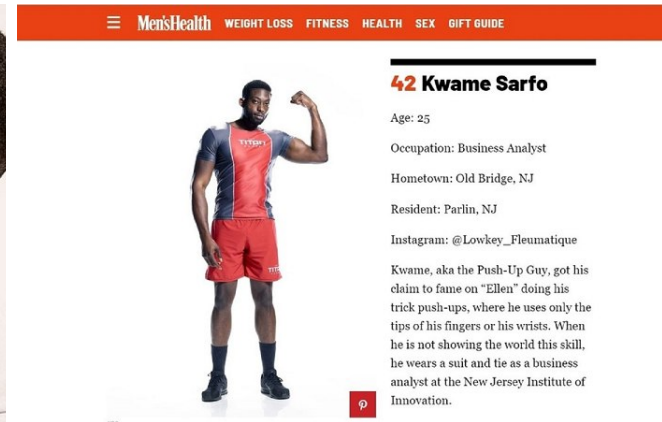 Men'sHealth WEIGHT LOSS FITNESS HEALTH SEX GIFT GUIDE
42 Kwame Sarfo
Age: 25
Occupation: Business Analyst
Hometown: Old Bridge, NJ
Resident: Parlin, NJ
Instagram: @Lowkey_Fleumatique
Kwame, aka the Push-Up Guy, got his
claim to fame on “Ellen” doing his
trick push-ups, where he uses only the
tips of his fingers or his wrists. When
he is not showing the world this skill,
he wears a suit and tie as a business
analyst at the New Jersey Institute of
Innovation.
TITAN